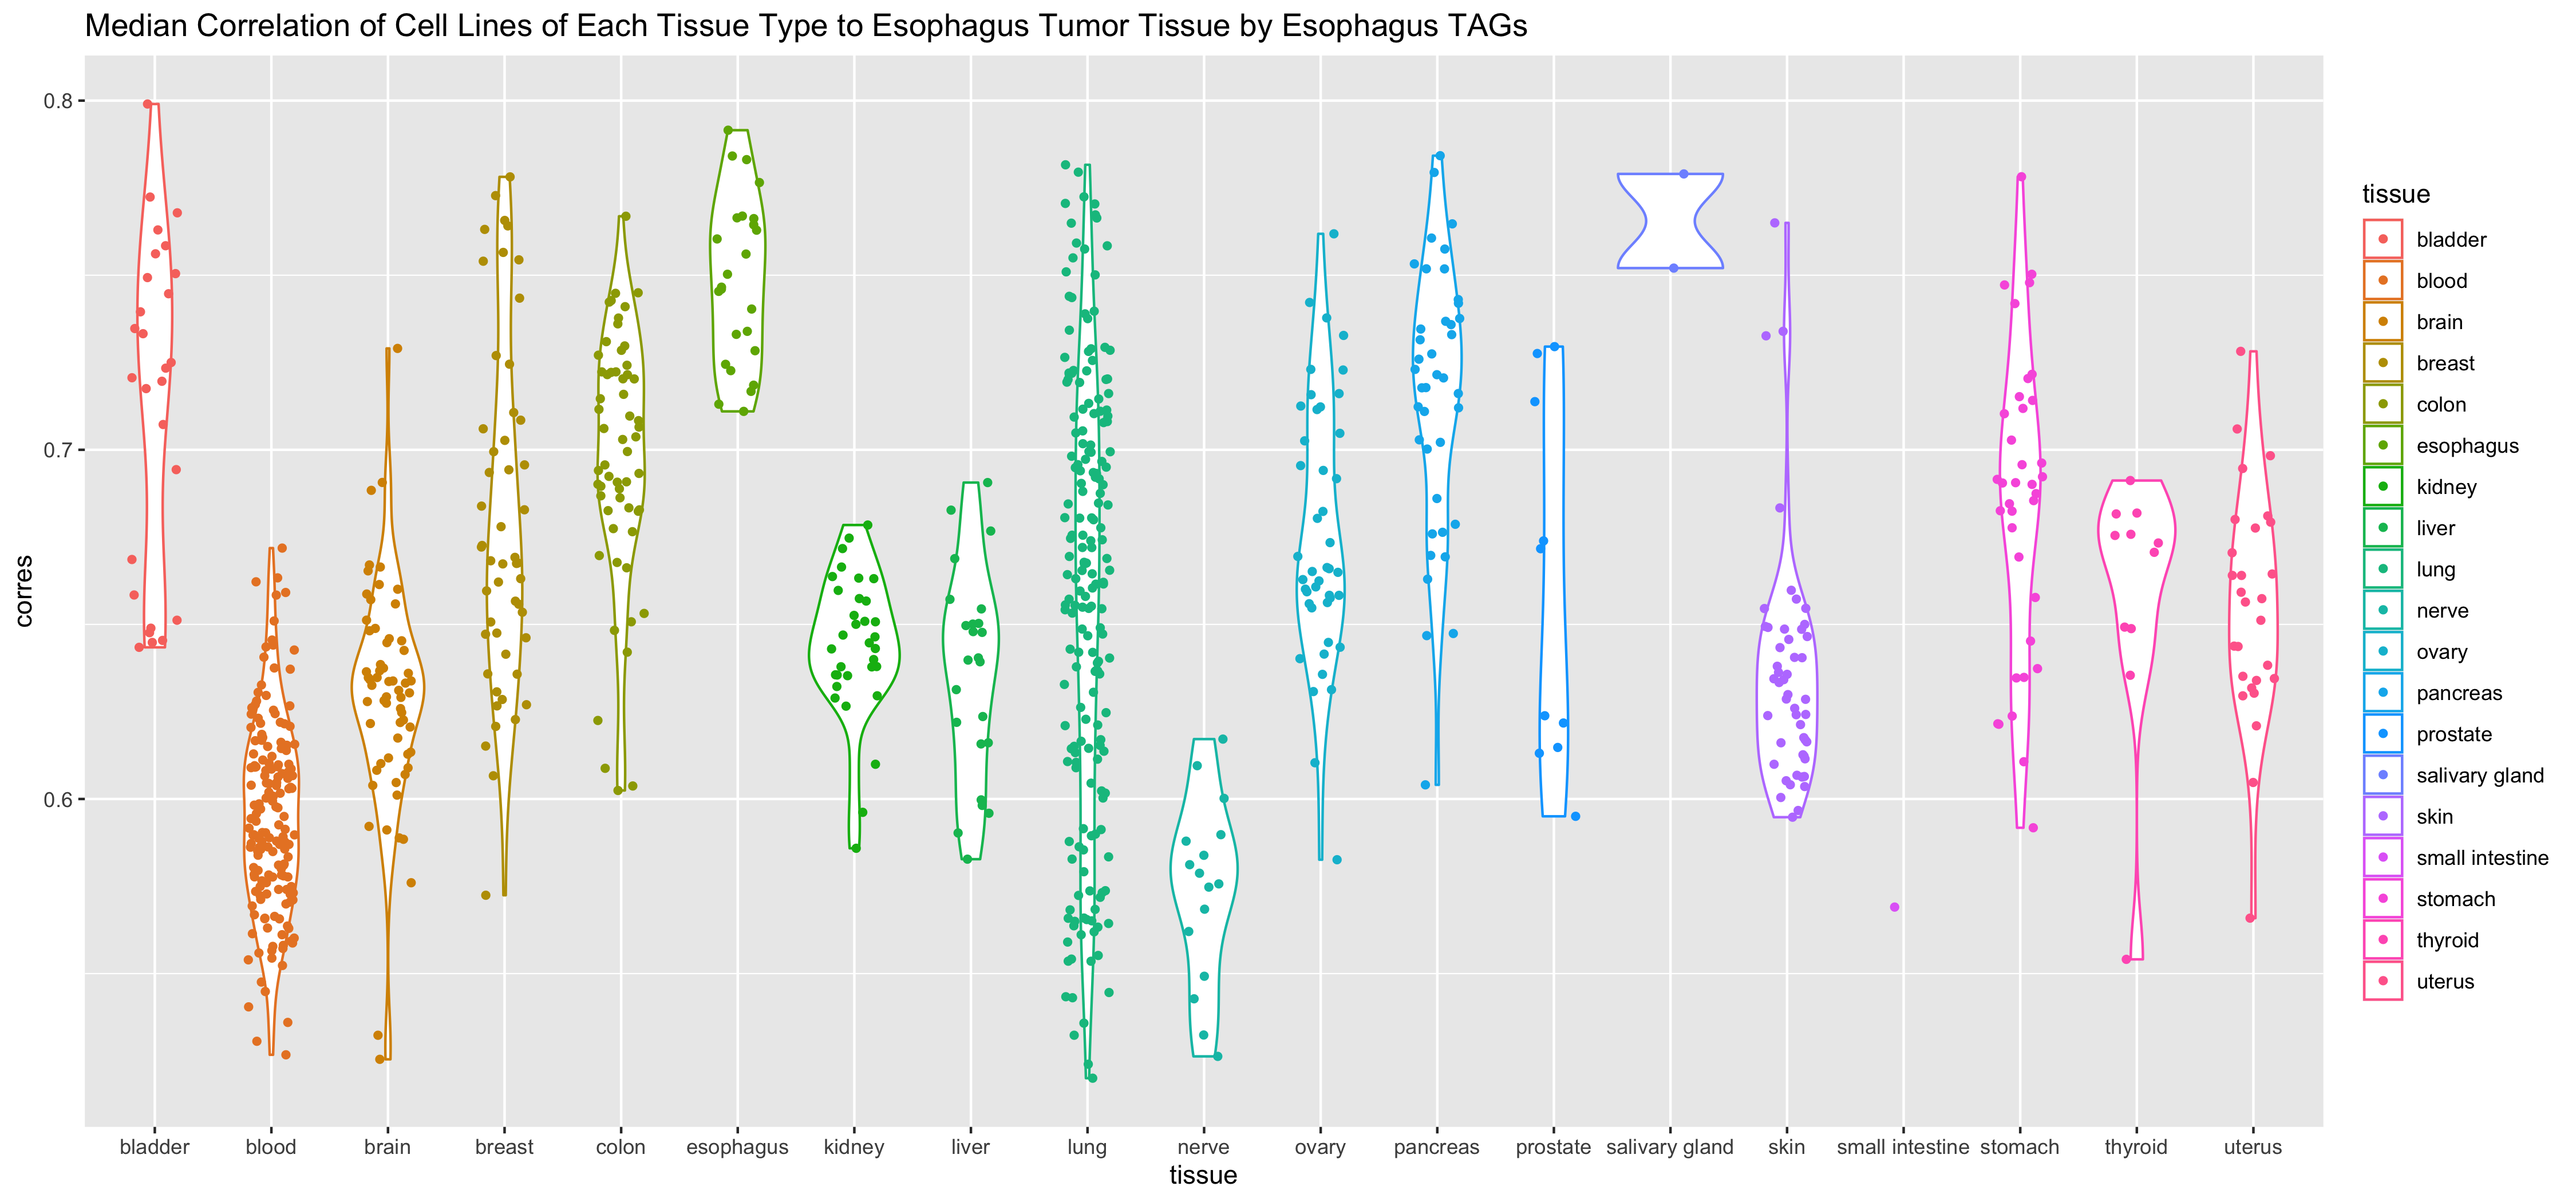 Median Correlation of Cell Lines of Each Tissue Type to Esophagus Tumor Tissue by Esophagus TAGs
0.8
0.7
0.6
corres
bladder blood brain breast colon esophagus kidney liver lung nerve ovary pancreas prostate salivary gland skin small intestine stomach thyroid uterus
tissue
tissue
bladder
blood
brain
breast
colon
esophagus
kidney
liver
lung
nerve
ovary
pancreas
prostate
salivary gland
skin
small intestine
stomach
thyroid
uterus